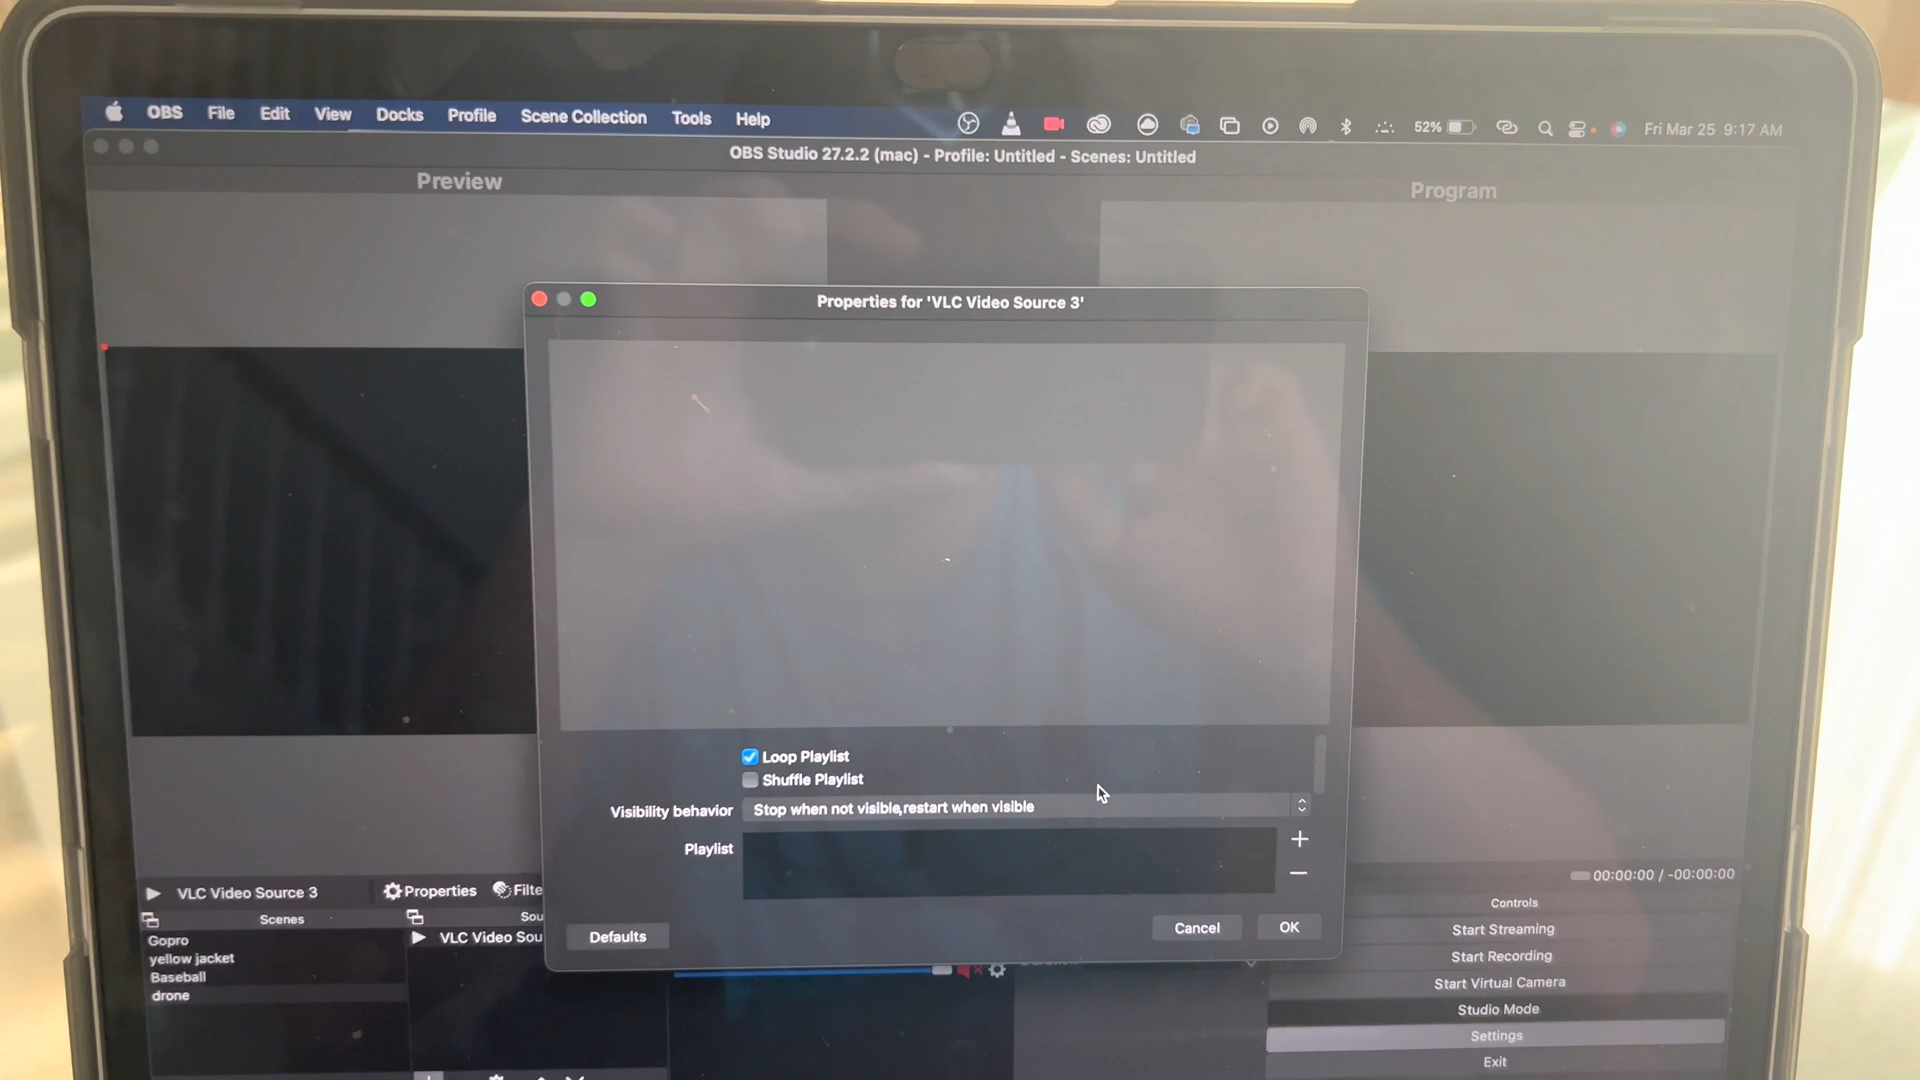 OBS File Edit View Docks Profile Scene Collection Tools Help 52% Fri Mar 25 9:17 AM
OBS Studio 27.2.2 (mac) - Profile: Untitled - Scenes: Untitled
Preview
Program
Properties for 'VLC Video Source 3'
Loop Playlist
Shuffle Playlist
Visibility behavior Stop when not visible,restart when visible
Playlist
Defaults Cancel OK
VLC Video Source 3 Properties Filte
00:00:00 / -00:00:00
Scenes
Sou
Gopro
yellow jacket
Baseball
drone
VLC Video Sou
Controls
Start Streaming
Start Recording
Start Virtual Camera
Studio Mode
Settings
Exit